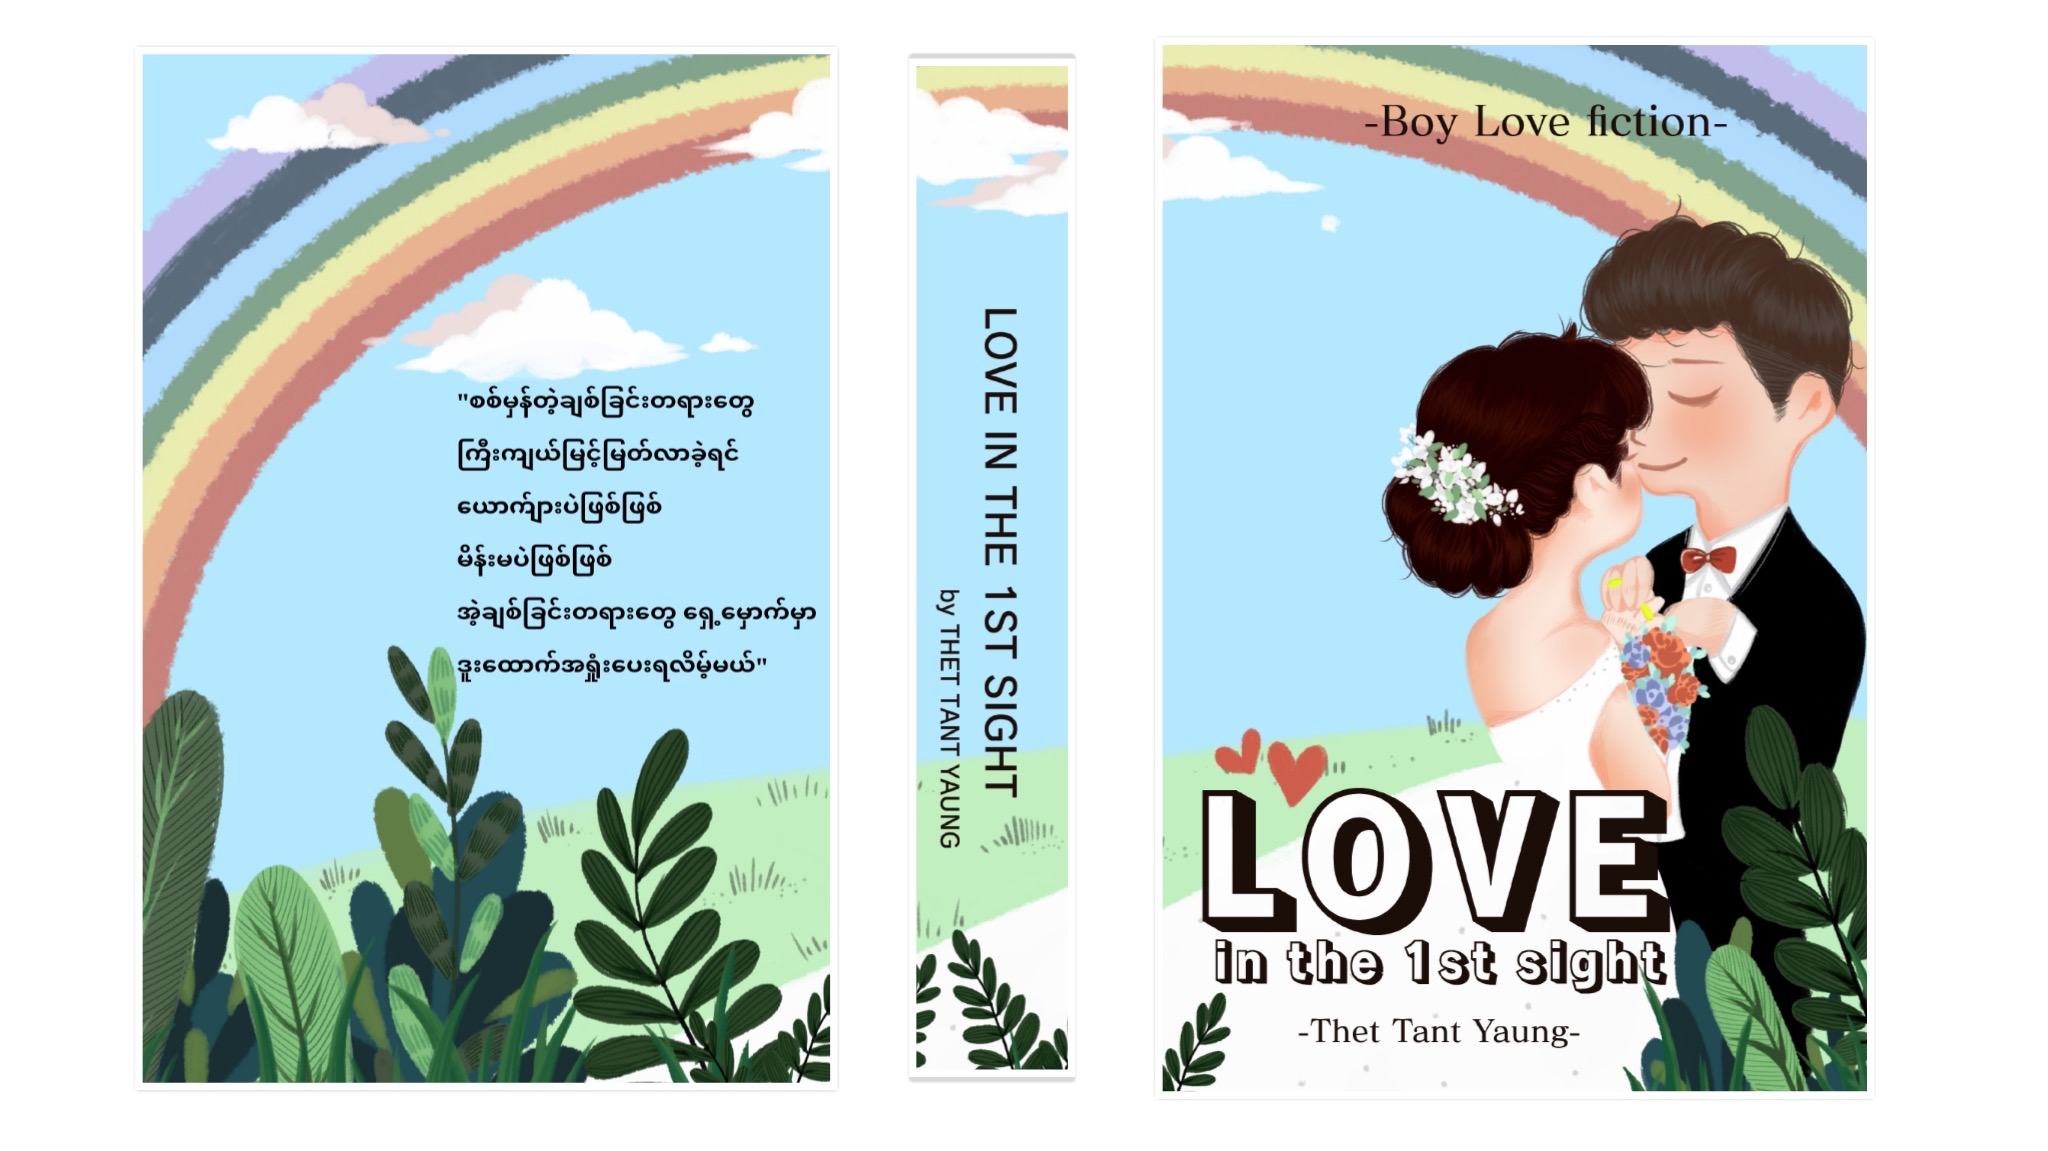 "စစ်မှန်တဲ့ချစ်ခြင်းတရားတွေ
ကြီးကျယ်မြင့်မြတ်လာခဲ့ရင်
ယောက်ျားပဲဖြစ်ဖြစ်
မိန်းမပဲဖြစ်ဖြစ်
အဲ့ချစ်ခြင်းတရားတွေ ရှေ့မှောက်မှာ
ဒူးထောက်အရှုံးပေးရလိမ့်မယ်"
LOVE IN THE 1ST SIGHT
by THET TANT YAUNG
-Boy Love fiction-
LOVE
in the 1st sight
-Thet Tant Yaung-